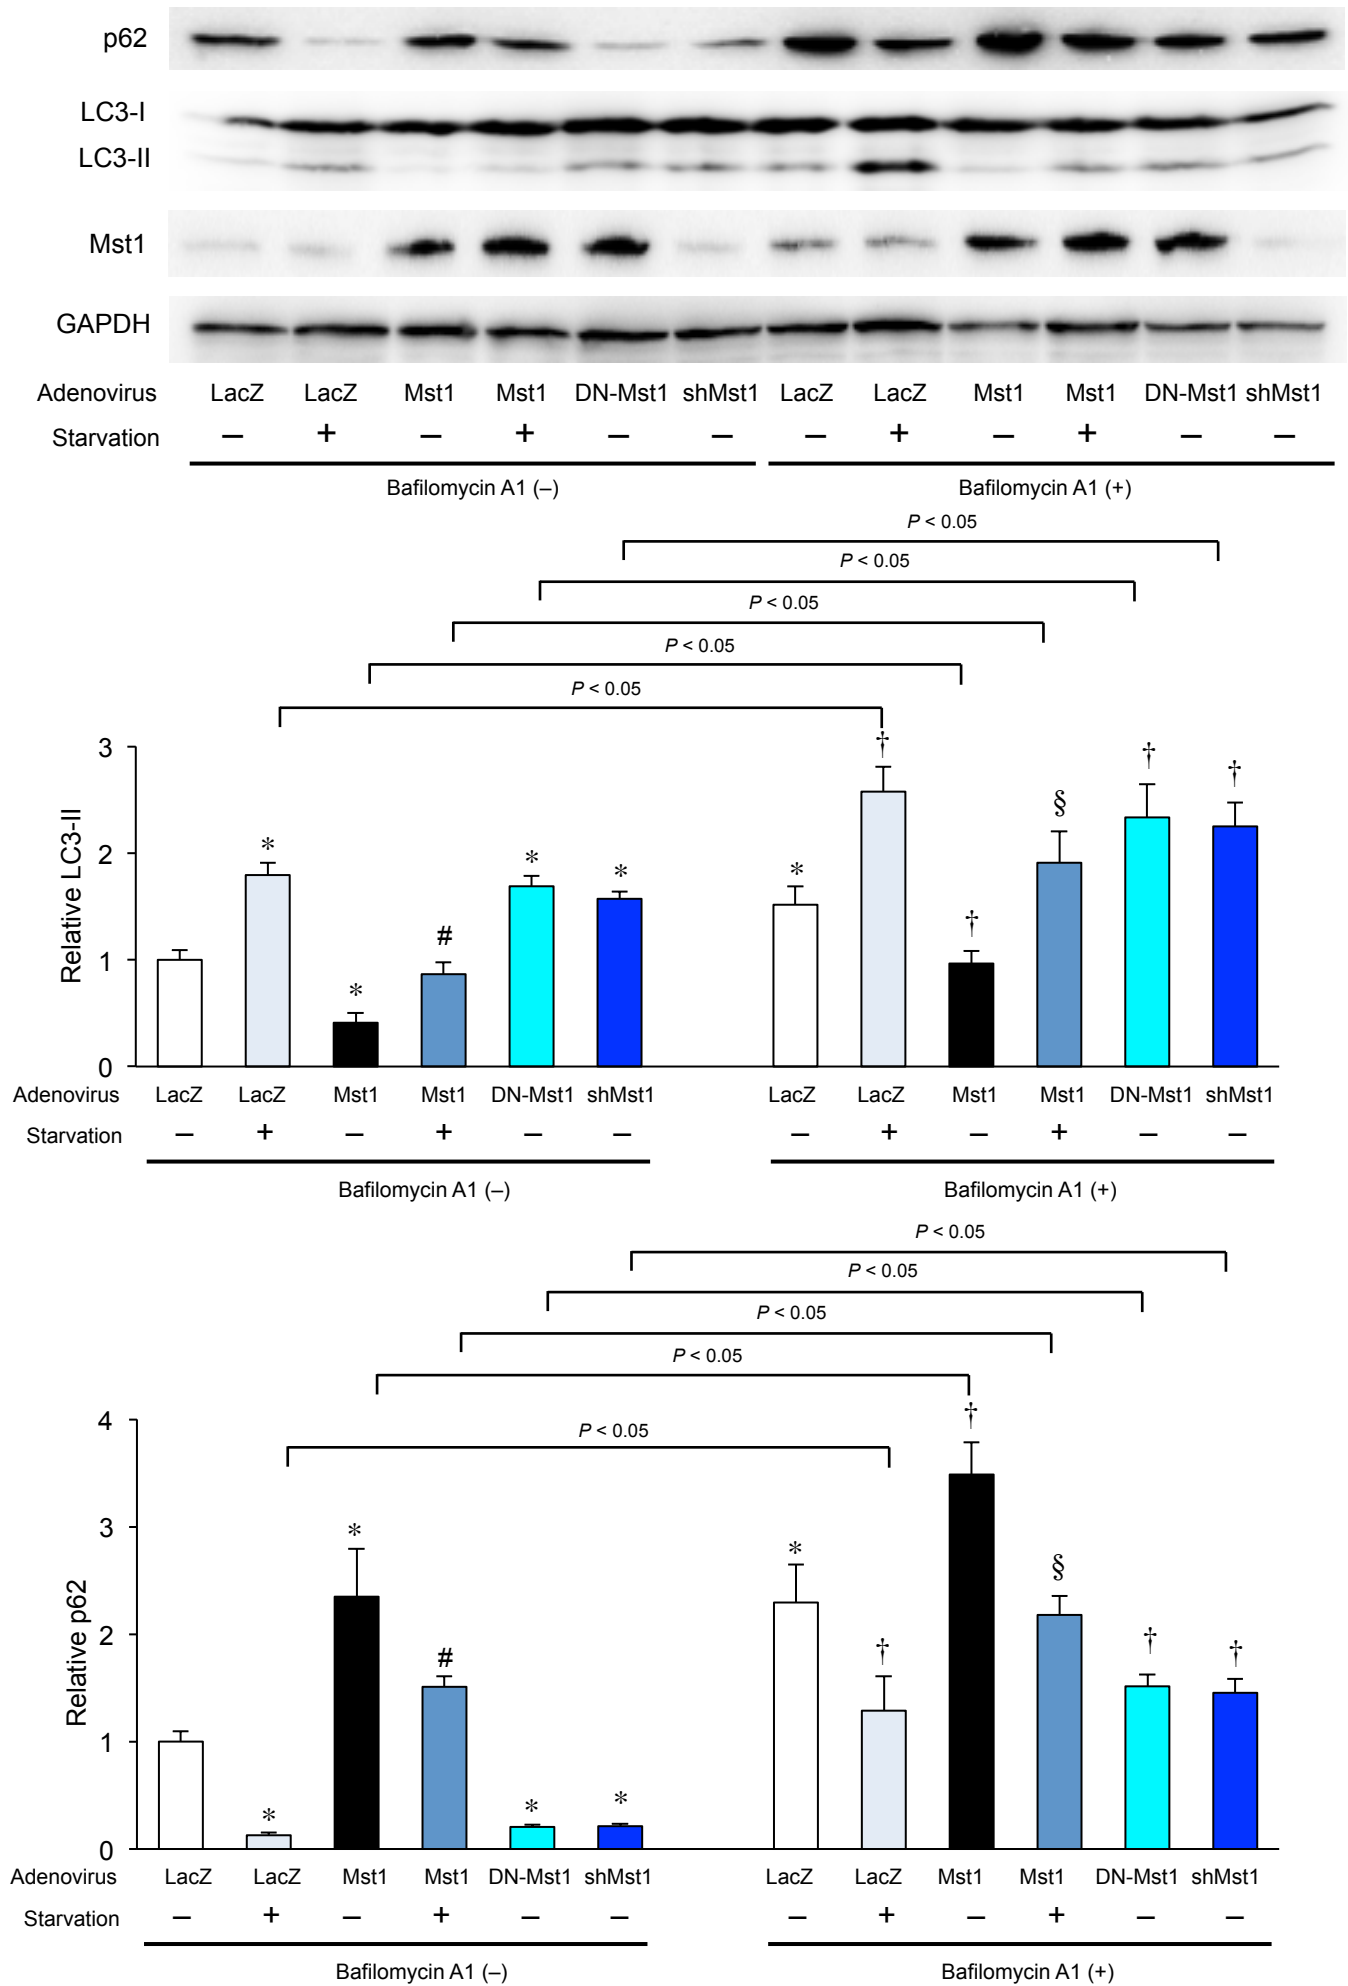 p62
LC3-I
LC3-II
Mst1
GAPDH
Adenovirus LacZ LacZ Mst1 Mst1 DN-Mst1 shMst1 LacZ LacZ Mst1 Mst1 DN-Mst1 shMst1
Starvation – + – + – – – + – + – –
Bafilomycin A1 (–) Bafilomycin A1 (+)
P < 0.05
P < 0.05
P < 0.05
P < 0.05
P < 0.05
Relative LC3-II
3
2
1
0
* * # * * * † † § † †
Adenovirus LacZ LacZ Mst1 Mst1 DN-Mst1 shMst1 LacZ LacZ Mst1 Mst1 DN-Mst1 shMst1
Starvation – + – + – – – + – + – –
Bafilomycin A1 (–) Bafilomycin A1 (+)
P < 0.05
P < 0.05
P < 0.05
P < 0.05
P < 0.05
Relative p62
4
3
2
1
0
* * # * * * † † § † †
Adenovirus LacZ LacZ Mst1 Mst1 DN-Mst1 shMst1 LacZ LacZ Mst1 Mst1 DN-Mst1 shMst1
Starvation – + – + – – – + – + – –
Bafilomycin A1 (–) Bafilomycin A1 (+)